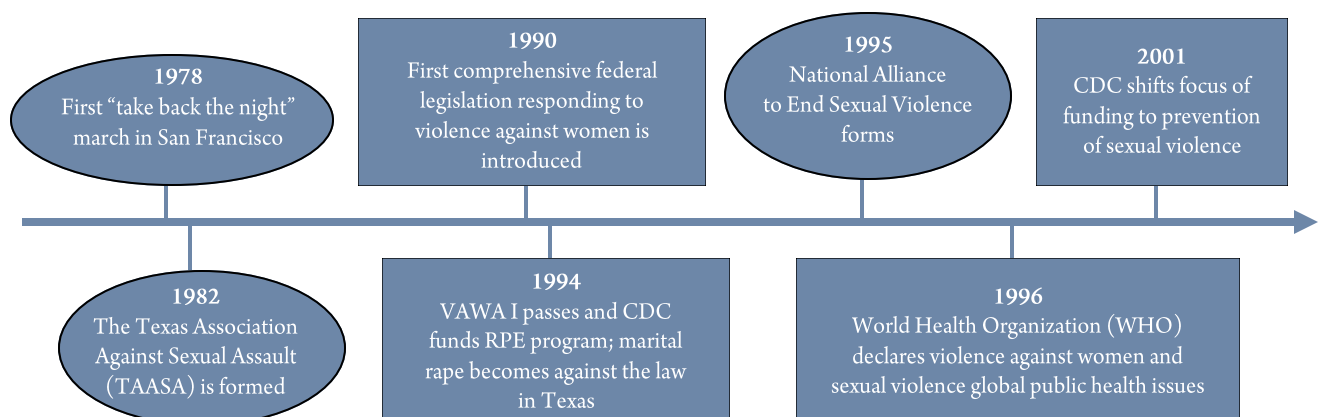 1978
First “take back the night”
march in San Francisco
1982
The Texas Association
Against Sexual Assault
(TAASA) is formed
1990
First comprehensive federal
legislation responding to
violence against women is
introduced
1994
VAWA I passes and CDC
funds RPE program; marital
rape becomes against the law
in Texas
1995
National Alliance
to End Sexual Violence
forms
1996
World Health Organization (WHO)
declares violence against women and
sexual violence global public health issues
2001
CDC shifts focus of
funding to prevention
of sexual violence